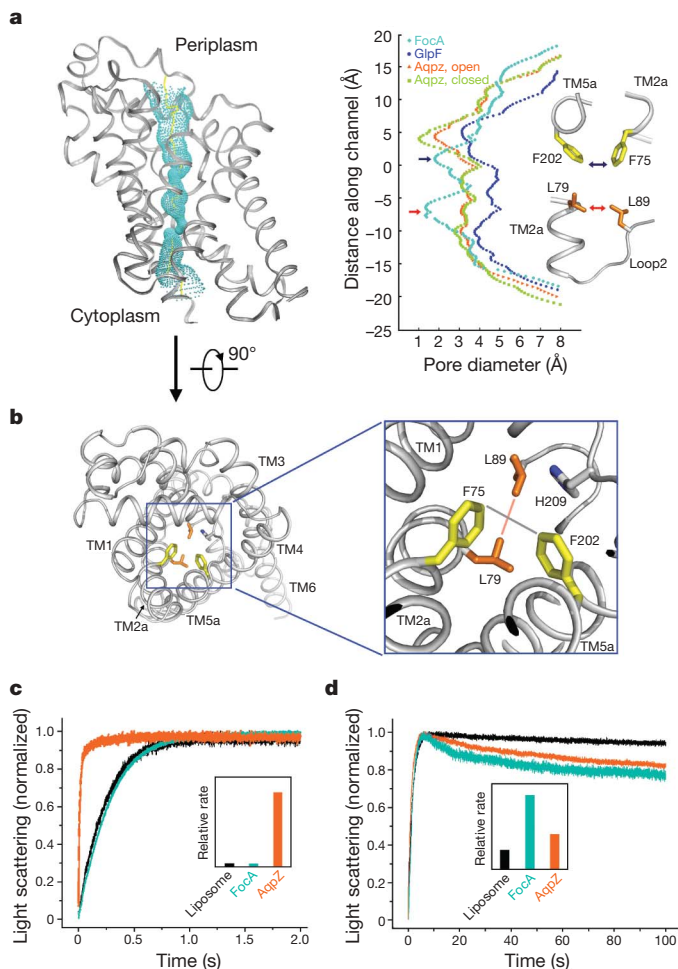 a
Periplasm
Cytoplasm
90°
FocA
GlpF
Aqpz, open
Aqpz, closed
Distance along channel (Å)
20
15
10
5
0
−5
−10
−15
−20
−25
1 2 3 4 5 6 7 8
Pore diameter (Å)
TM5a
TM2a
F202
F75
L79
L89
TM2a
Loop2
b
TM3
TM1
TM4
TM6
TM2a
TM5a
TM1
L89
F75
H209
F202
L79
TM2a
TM5a
c
Light scattering (normalized)
1.0
0.8
0.6
0.4
0.2
0
0 0.5 1.0 1.5 2.0
Time (s)
Relative rate
Liposome
FocA
AqpZ
d
Light scattering (normalized)
1.0
0.8
0.6
0.4
0.2
0
0 20 40 60 80 100
Time (s)
Relative rate
Liposome
FocA
AqpZ